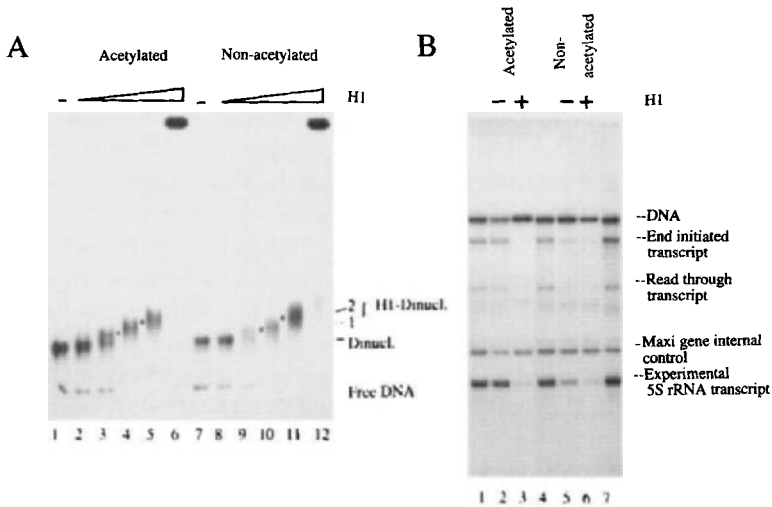 A
Acetylated
Non-acetylated
- -
H1
2
1
H1-Dinucl.
Dinucl.
Free DNA
1 2 3 4 5 6 7 8 9 10 11 12
B
Acetylated
Non-
acetylated
- + - +
H1
--DNA
--End initiated
transcript
--Read through
transcript
-Maxi gene internal
control
--Experimental
5S rRNA transcript
1 2 3 4 5 6 7